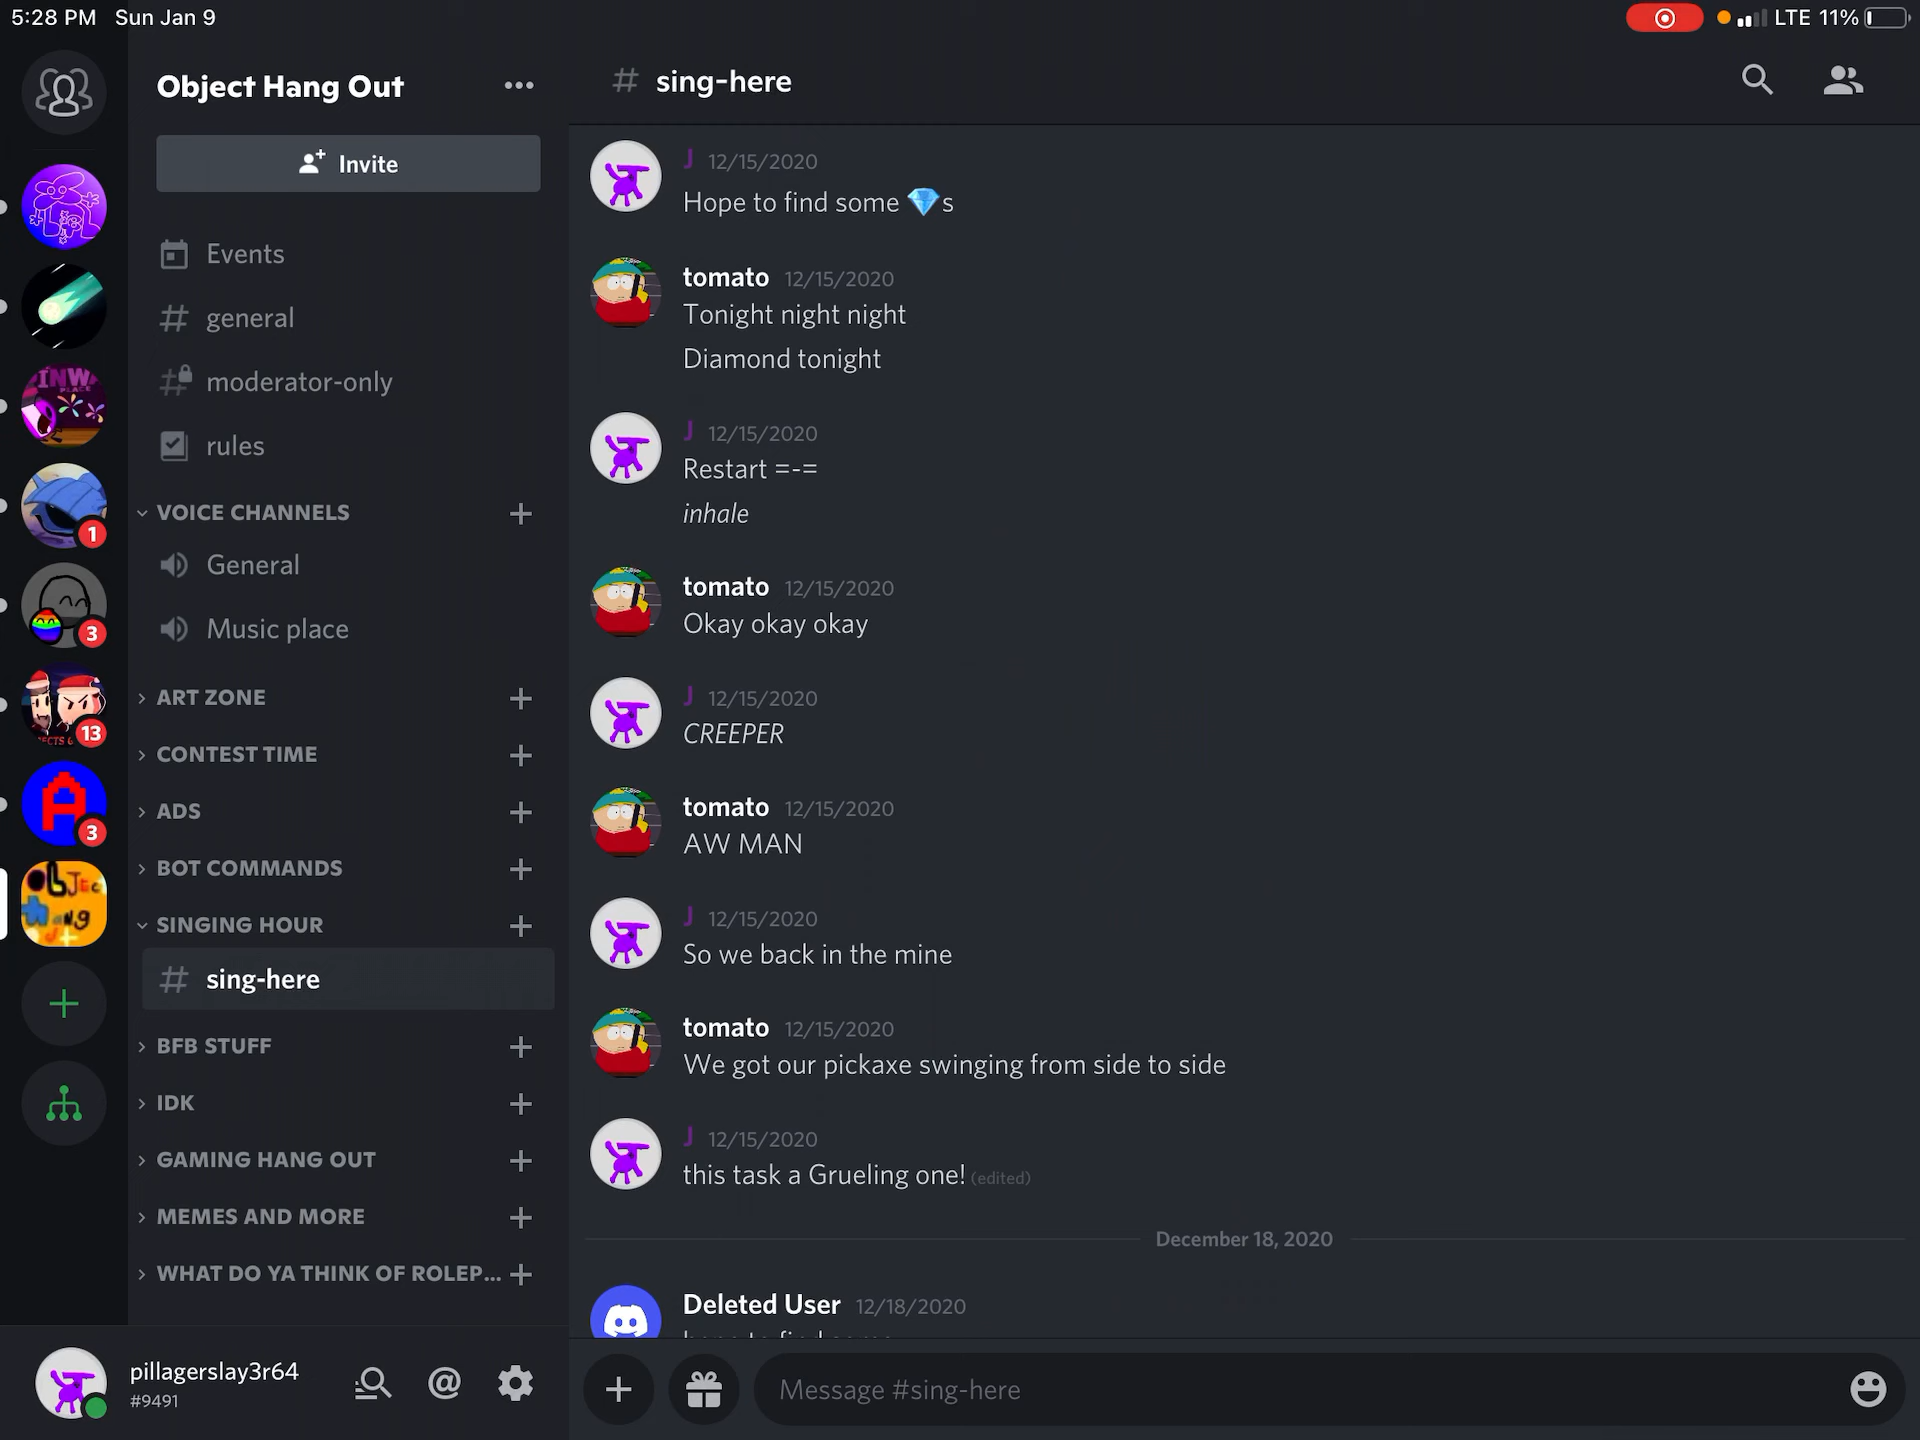 5:28 PM Sun Jan 9
LTE 11%
Object Hang Out
Invite
Events
general
moderator-only
rules
VOICE CHANNELS
General
Music place
ART ZONE
CONTEST TIME
ADS
BOT COMMANDS
SINGING HOUR
sing-here
BFB STUFF
IDK
GAMING HANG OUT
MEMES AND MORE
WHAT DO YA THINK OF ROLEP...
pillagerslay3r64
#9491
1
3
13
3
A
# sing-here
J 12/15/2020
Hope to find some 💎s
tomato 12/15/2020
Tonight night night
Diamond tonight
J 12/15/2020
Restart =-=
inhale
tomato 12/15/2020
Okay okay okay
J 12/15/2020
CREEPER
tomato 12/15/2020
AW MAN
J 12/15/2020
So we back in the mine
tomato 12/15/2020
We got our pickaxe swinging from side to side
J 12/15/2020
this task a Grueling one! (edited)
December 18, 2020
Deleted User 12/18/2020
Message #sing-here